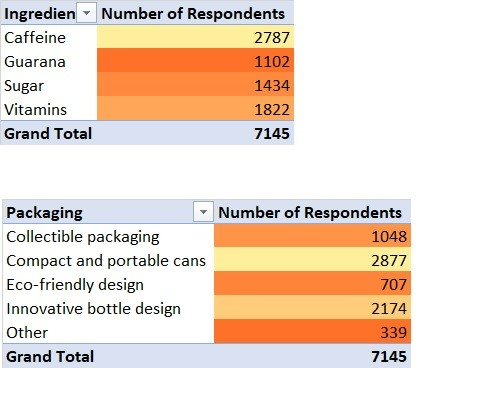 Ingredien Number of Respondents
Caffeine 2787
Guarana 1102
Sugar 1434
Vitamins 1822
Grand Total 7145
Packaging Number of Respondents
Collectible packaging 1048
Compact and portable cans 2877
Eco-friendly design 707
Innovative bottle design 2174
Other 339
Grand Total 7145